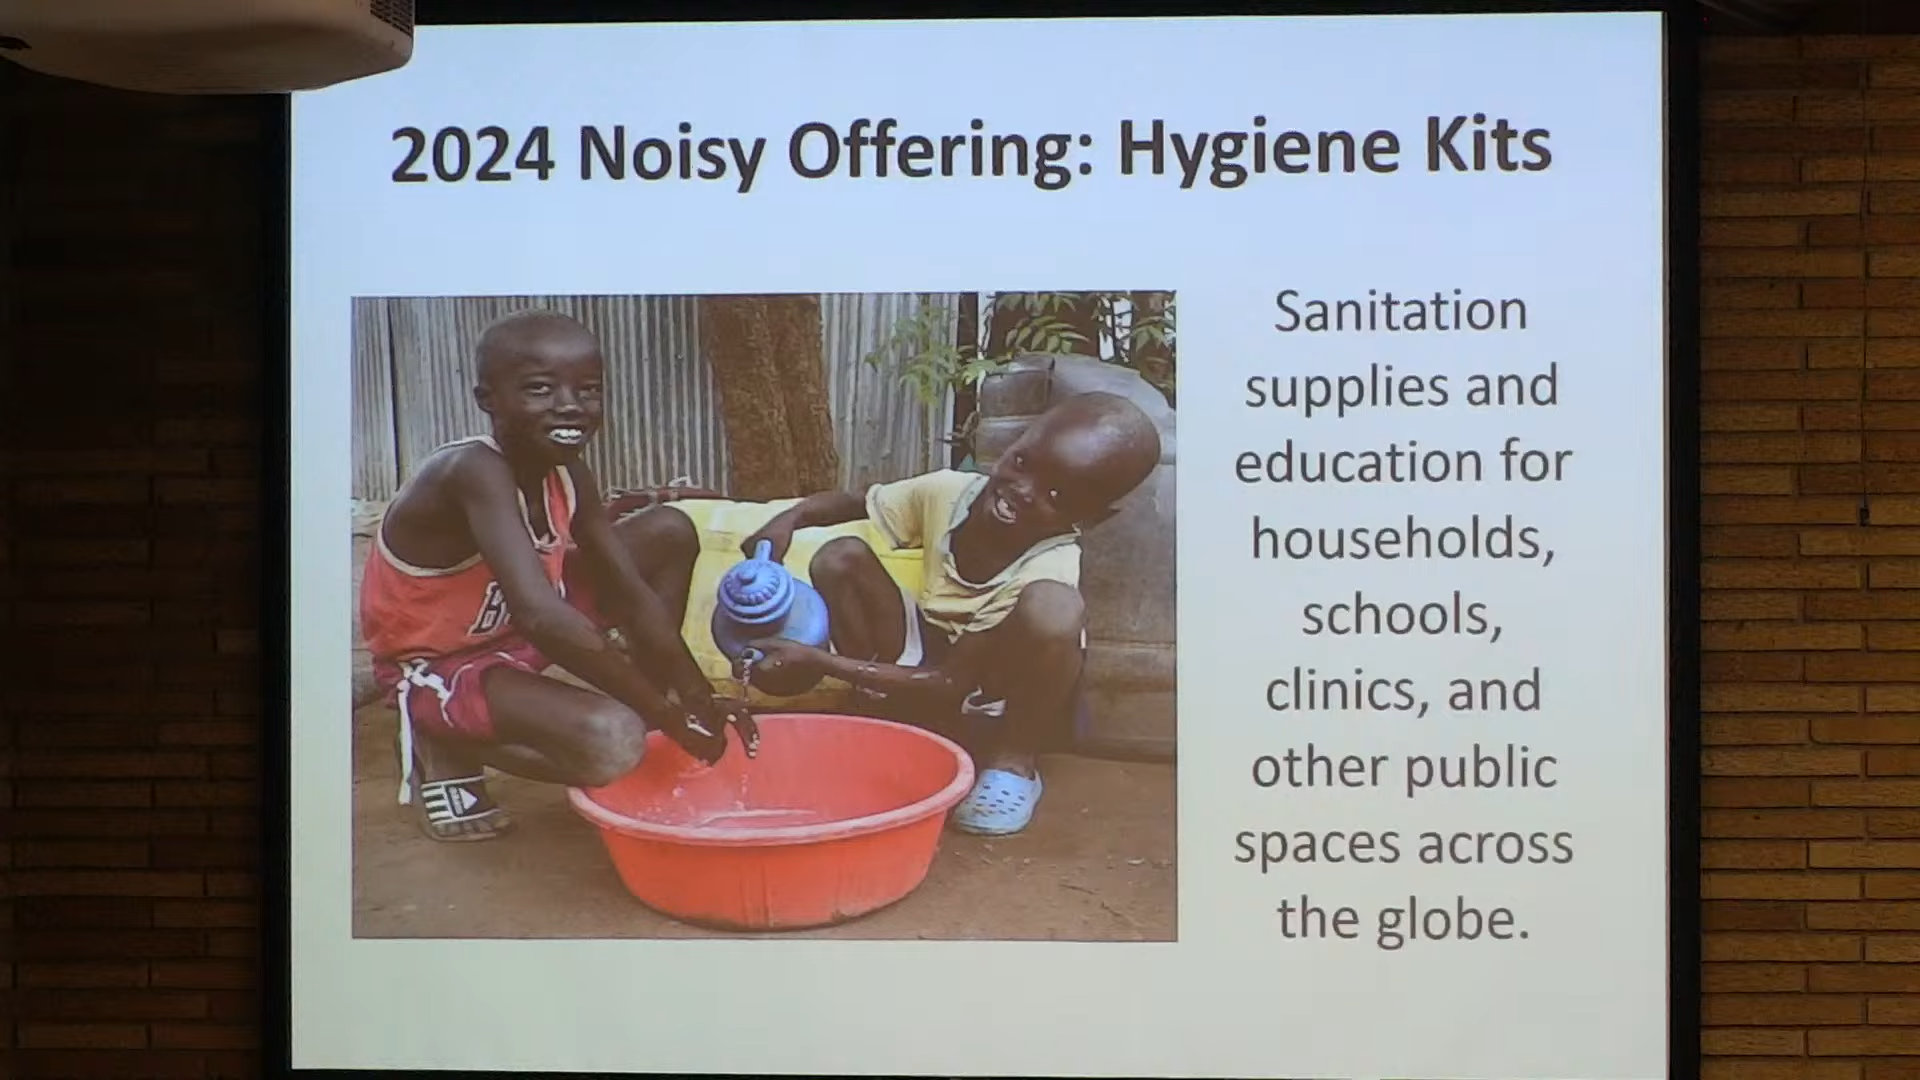 2024 Noisy Offering: Hygiene Kits
Sanitation
supplies and
education for
households,
schools,
clinics, and
other public
spaces across
the globe.